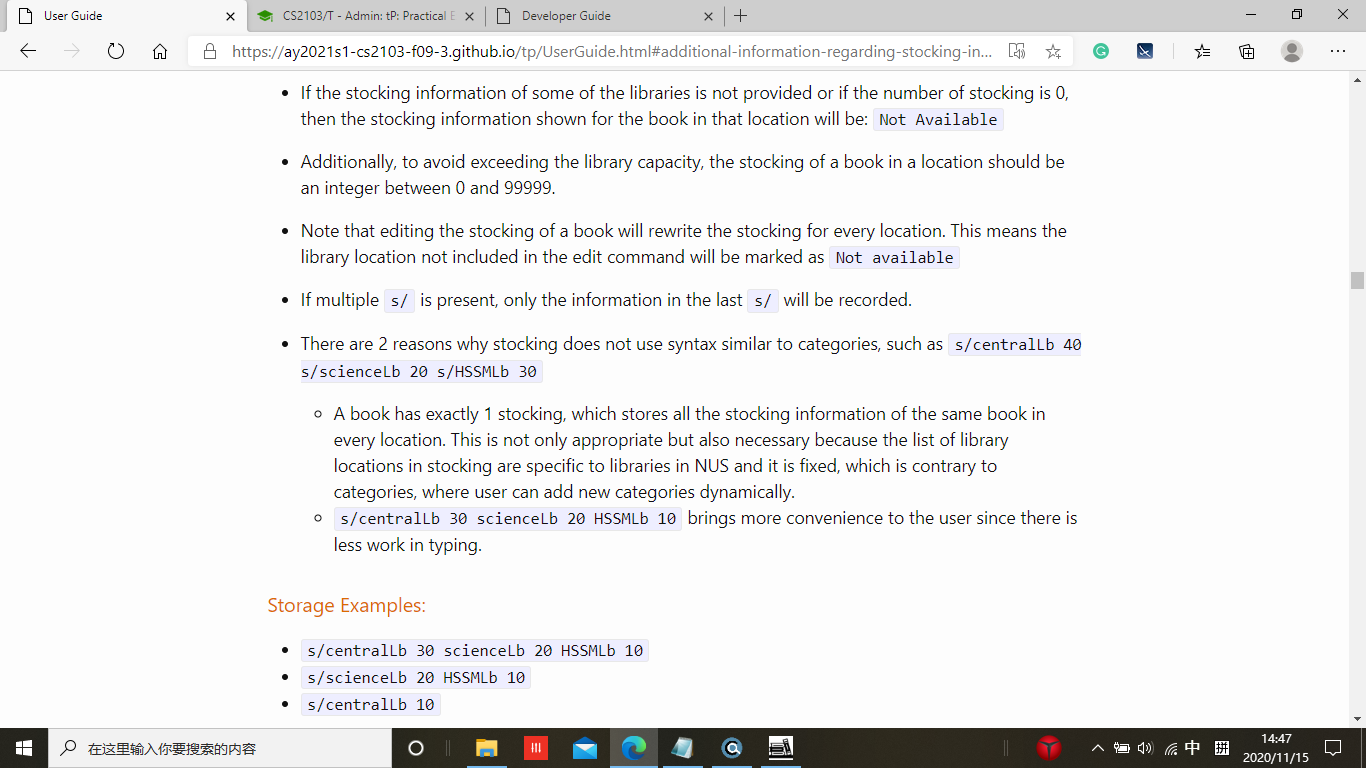 User Guide
CS2103/T - Admin: tP: Practical E
Developer Guide
https://ay2021s1-cs2103-f09-3.github.io/tp/UserGuide.html#additional-information-regarding-stocking-in...
If the stocking information of some of the libraries is not provided or if the number of stocking is 0,
then the stocking information shown for the book in that location will be: Not Available
Additionally, to avoid exceeding the library capacity, the stocking of a book in a location should be
an integer between 0 and 99999.
Note that editing the stocking of a book will rewrite the stocking for every location. This means the
library location not included in the edit command will be marked as Not available
If multiple s/ is present, only the information in the last s/ will be recorded.
There are 2 reasons why stocking does not use syntax similar to categories, such as s/centralLb 40
s/scienceLb 20 s/HSSMLb 30
A book has exactly 1 stocking, which stores all the stocking information of the same book in
every location. This is not only appropriate but also necessary because the list of library
locations in stocking are specific to libraries in NUS and it is fixed, which is contrary to
categories, where user can add new categories dynamically.
s/centralLb 30 scienceLb 20 HSSMLb 10 brings more convenience to the user since there is
less work in typing.
Storage Examples:
s/centralLb 30 scienceLb 20 HSSMLb 10
s/scienceLb 20 HSSMLb 10
s/centralLb 10
在这里输入你要搜索的内容
中
拼
14:47
2020/11/15